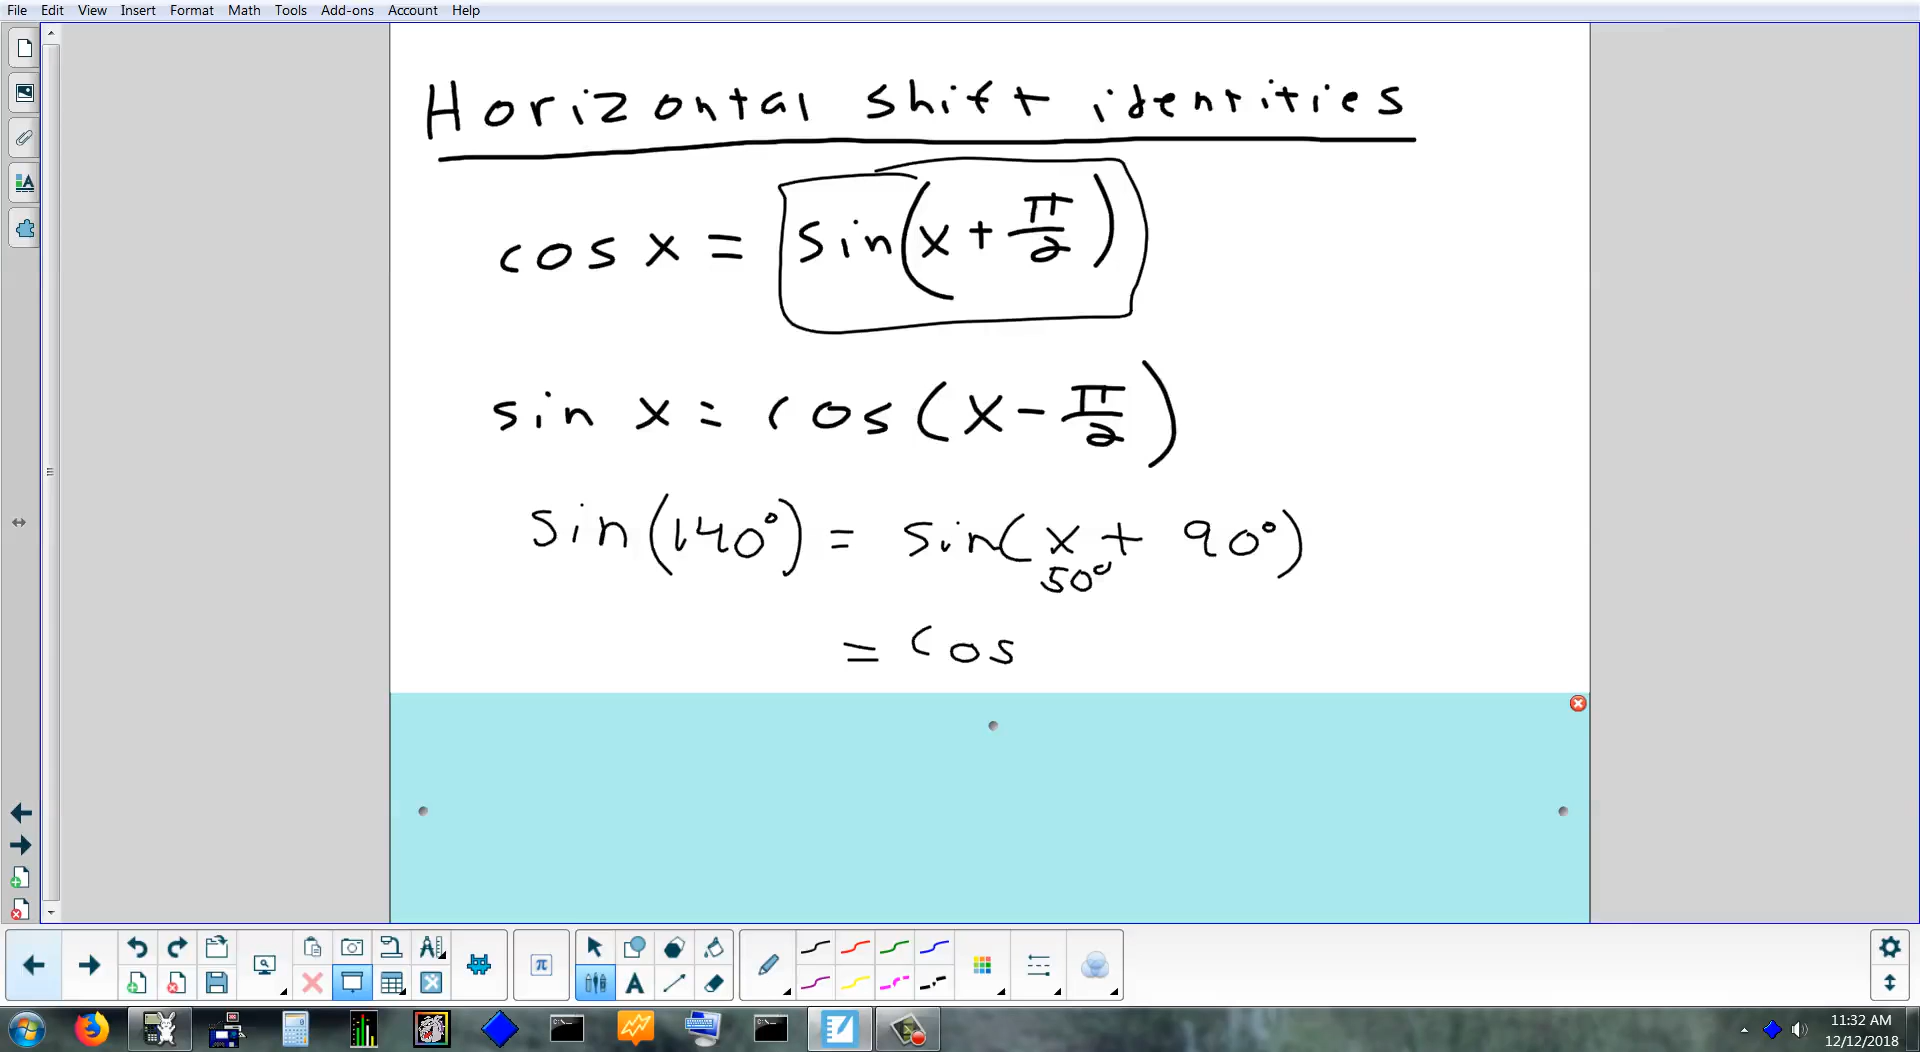 File Edit View Insert Format Math Tools Add-ons Account Help
Horizontal shift identities
cos x = sin(x + π/2)
sin x = cos(x - π/2)
sin(140°) = sin(x + 90°)
50°
= cos
A
π
A
11:32 AM
12/12/2018